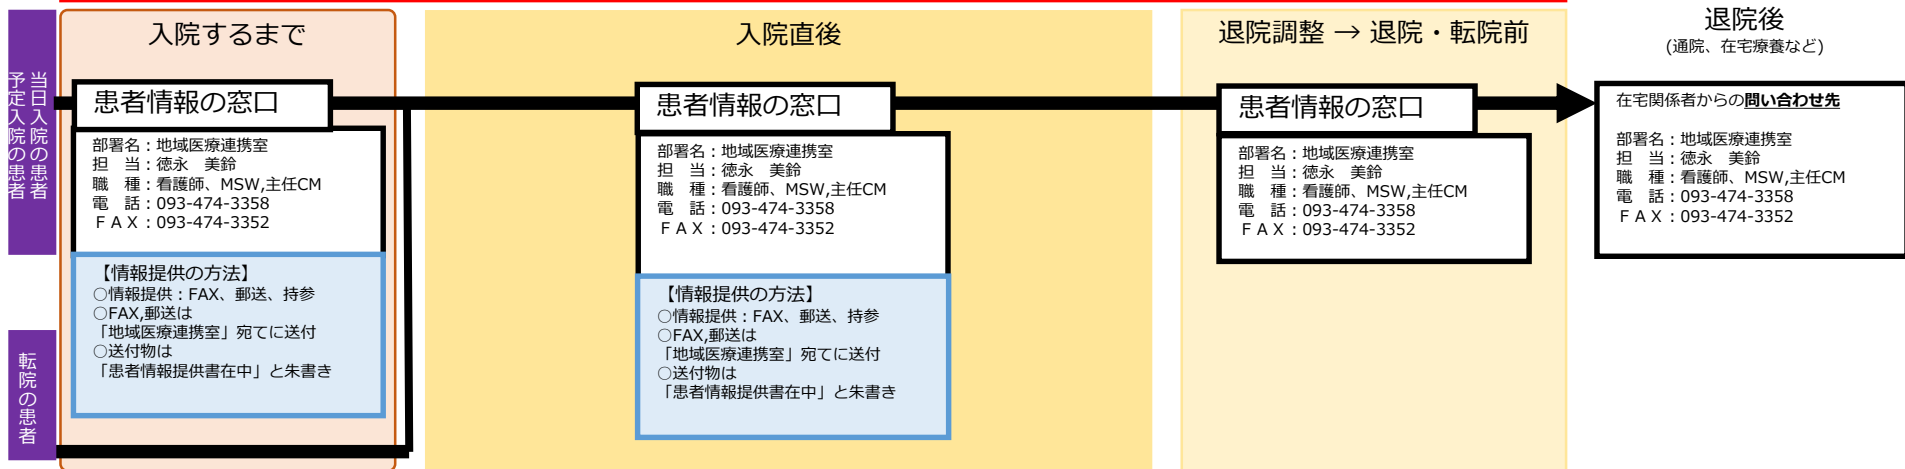 当日入院の患者
予定入院の患者
転院の患者
入院するまで
患者情報の窓口
部署名：地域医療連携室
担　当：徳永　美鈴
職　種：看護師、MSW,主任CM
電　話：093-474-3358
ＦＡＸ：093-474-3352
【情報提供の方法】
○情報提供：FAX、郵送、持参
○FAX,郵送は
「地域医療連携室」宛てに送付
○送付物は
「患者情報提供書在中」と朱書き
入院直後
患者情報の窓口
部署名：地域医療連携室
担　当：徳永　美鈴
職　種：看護師、MSW,主任CM
電　話：093-474-3358
ＦＡＸ：093-474-3352
【情報提供の方法】
○情報提供：FAX、郵送、持参
○FAX,郵送は
「地域医療連携室」宛てに送付
○送付物は
「患者情報提供書在中」と朱書き
退院調整 → 退院・転院前
患者情報の窓口
部署名：地域医療連携室
担　当：徳永　美鈴
職　種：看護師、MSW,主任CM
電　話：093-474-3358
ＦＡＸ：093-474-3352
退院後
(通院、在宅療養など)
在宅関係者からの問い合わせ先
部署名：地域医療連携室
担　当：徳永　美鈴
職　種：看護師、MSW,主任CM
電　話：093-474-3358
ＦＡＸ：093-474-3352